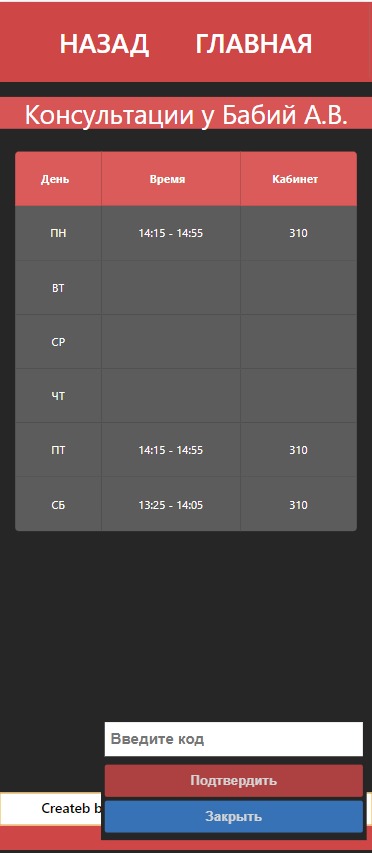 НАЗАД ГЛАВНАЯ
Консультации у Бабий А.В.
День Время Кабинет
ПН 14:15 - 14:55 310
ВТ
СР
ЧТ
ПТ 14:15 - 14:55 310
СБ 13:25 - 14:05 310
Введите код
Подтвердить
Закрыть
Createb b